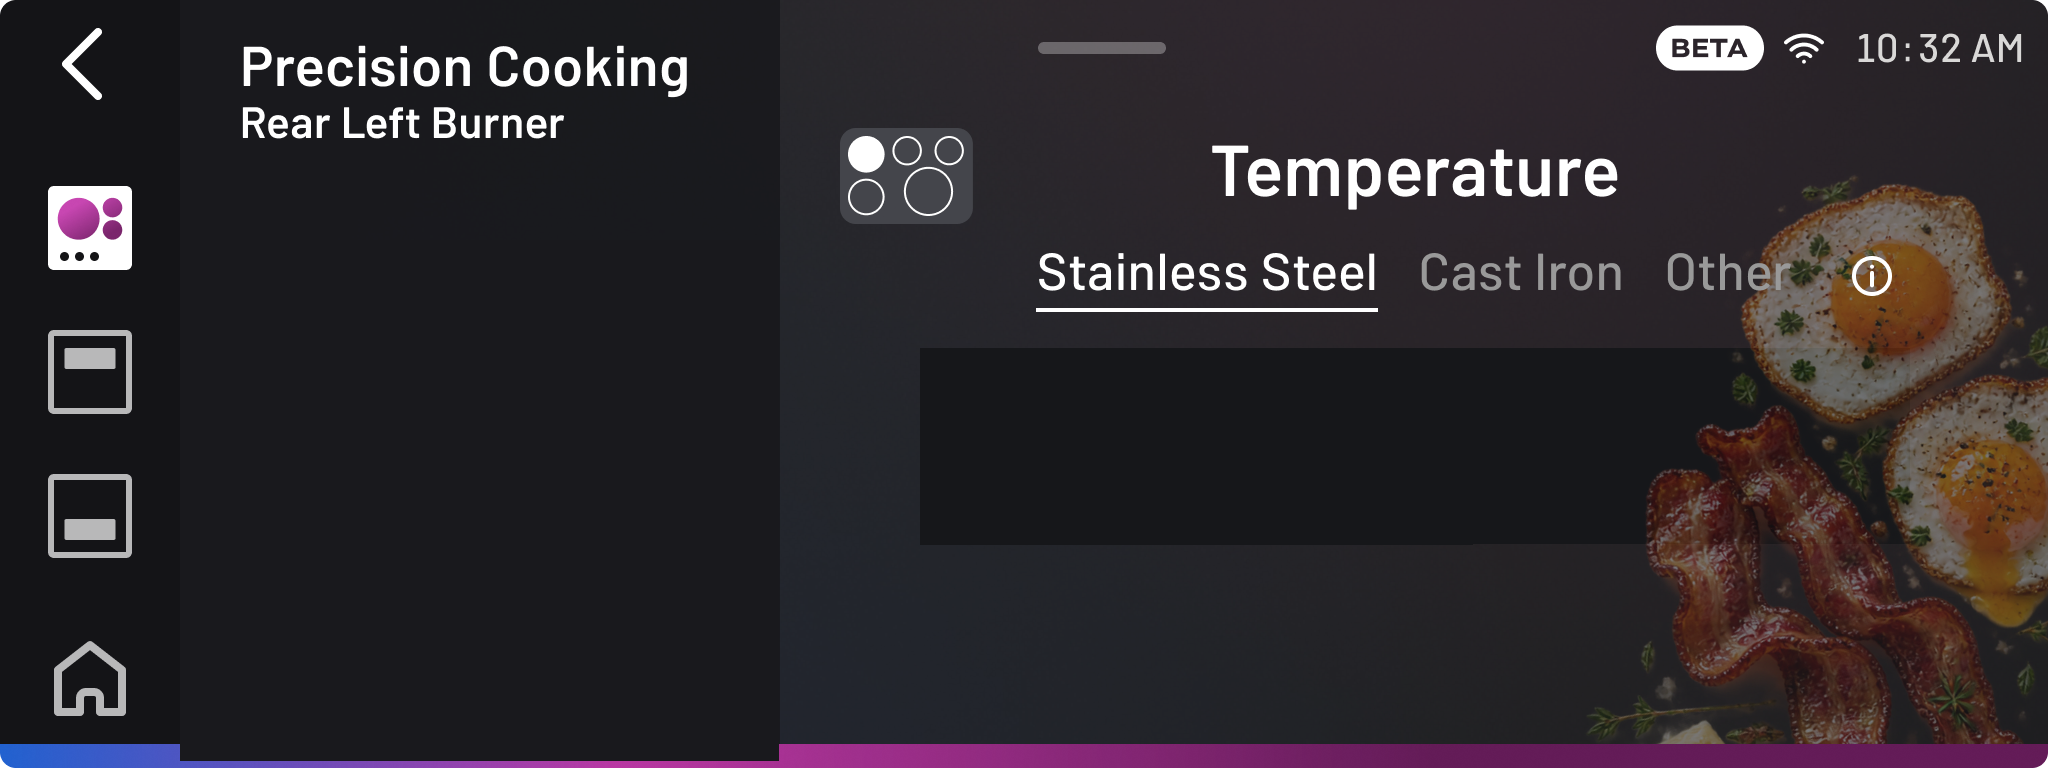 Precision Cooking
Rear Left Burner
BETA
10:32 AM
Temperature
Stainless Steel
Cast Iron
Other